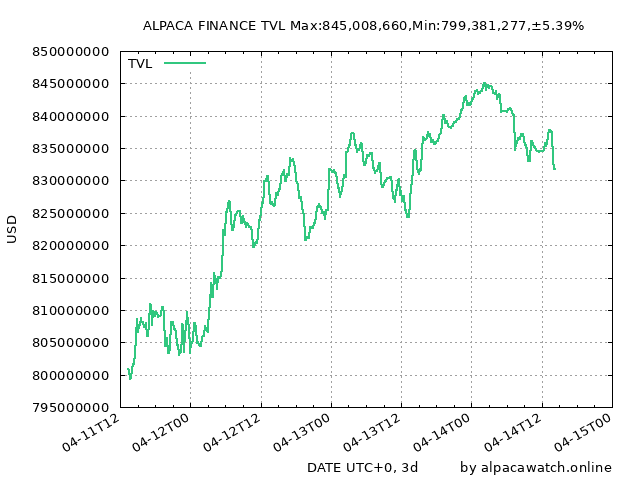 ALPACA FINANCE TVL Max:845,008,660,Min:799,381,277,±5.39%
850000000
TVL
845000000
840000000
835000000
830000000
825000000
USD
820000000
815000000
810000000
805000000
800000000
795000000
04-11T12 04-12T00 04-12T12 04-13T00 04-13T12 04-14T00 04-14T12 04-15T00
DATE UTC+0, 3d by alpacawatch.online